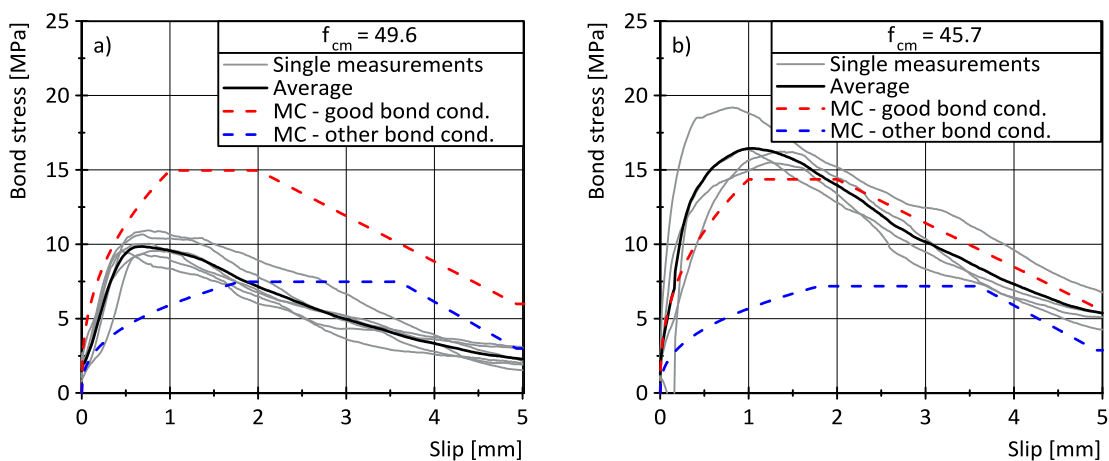 25
20
15
10
5
0
Bond stress [MPa]
a)
f_cm = 49.6
Single measurements
Average
MC - good bond cond.
MC - other bond cond.
0 1 2 3 4 5
Slip [mm]
25
20
15
10
5
0
Bond stress [MPa]
b)
f_cm = 45.7
Single measurements
Average
MC - good bond cond.
MC - other bond cond.
0 1 2 3 4 5
Slip [mm]